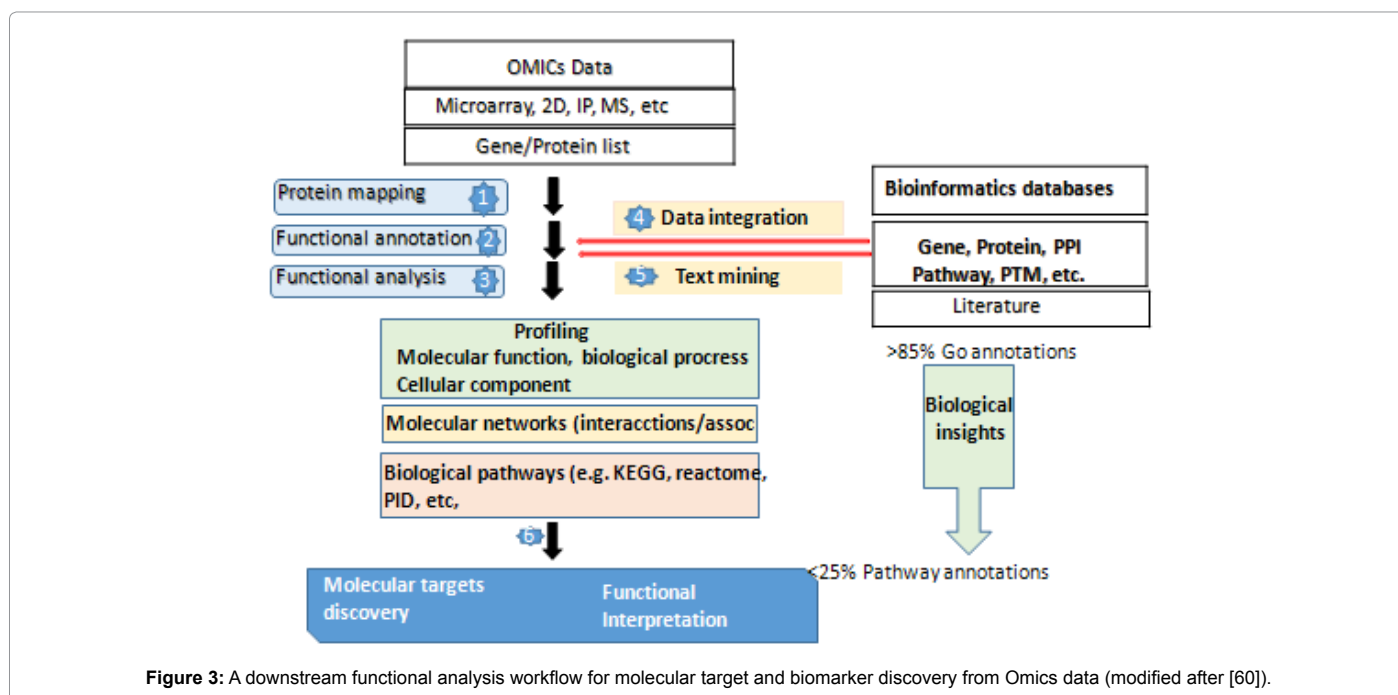 OMICs Data
Microarray, 2D, IP, MS, etc
Gene/Protein list
Protein mapping 1
Functional annotation 2
Functional analysis 3
4 Data integration
5 Text mining
Bioinformatics databases
Gene, Protein, PPI
Pathway, PTM, etc.
Literature
Profiling
Molecular function, biological procress
Cellular component
Molecular networks (interacctions/assoc
Biological pathways (e.g. KEGG, reactome,
PID, etc,
>85% Go annotations
Biological
insights
<25% Pathway annotations
6
Molecular targets
discovery
Functional
Interpretation
Figure 3: A downstream functional analysis workflow for molecular target and biomarker discovery from Omics data (modified after [60]).